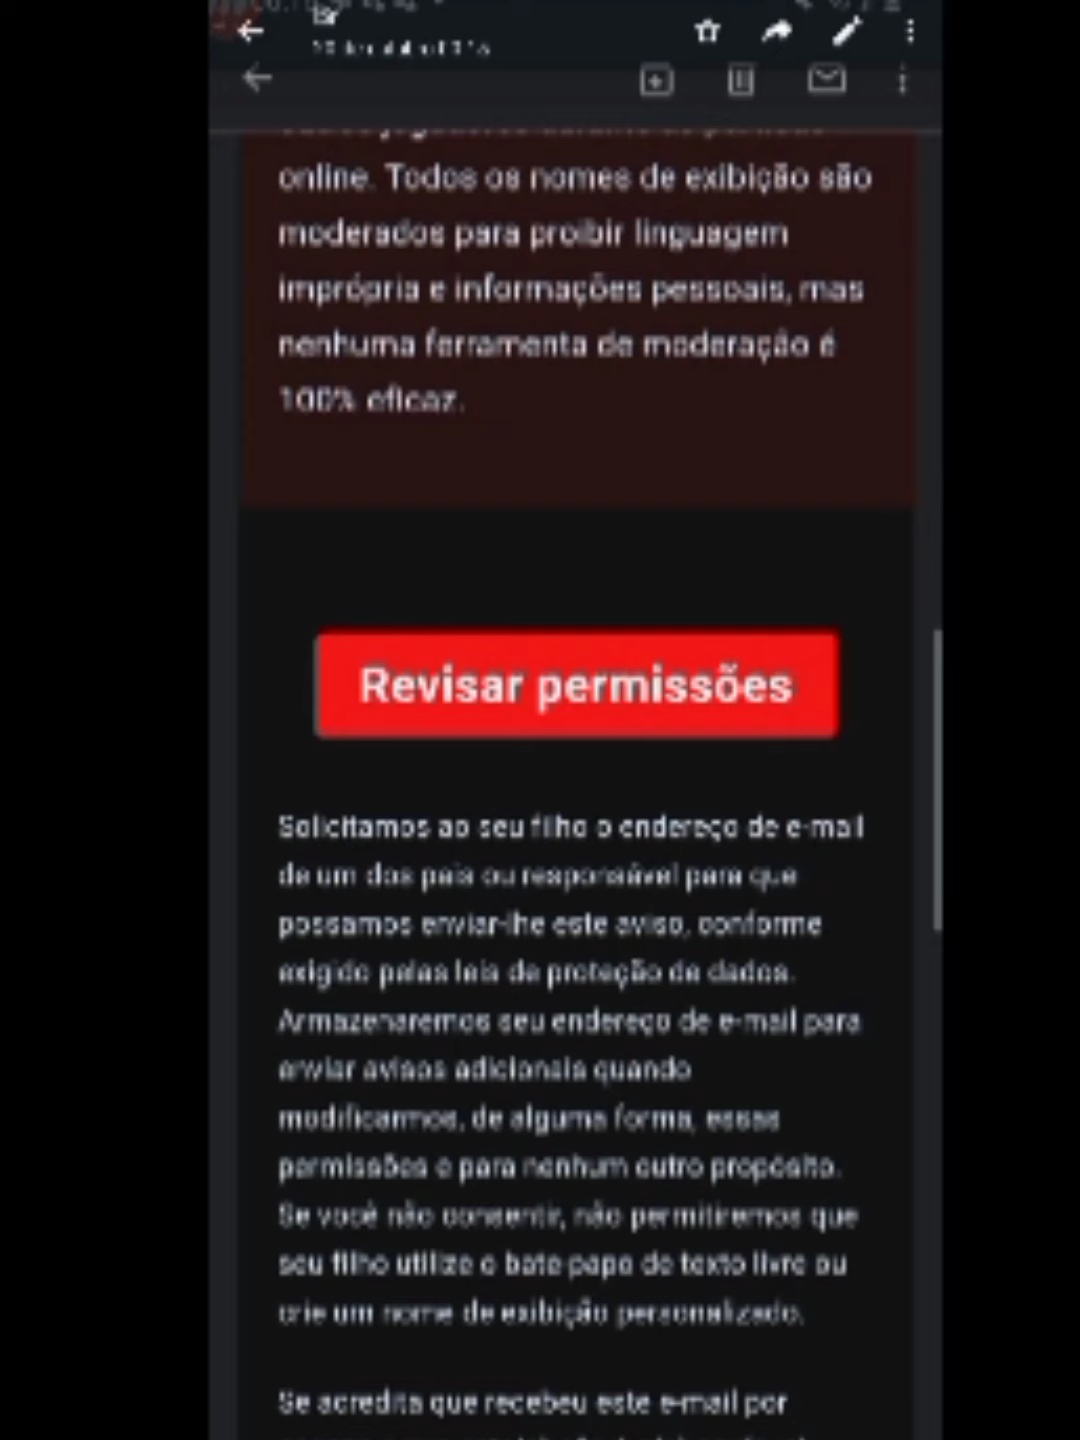 online. Todos os nomes de exibição são
moderados para proibir linguagem
imprópria e informações pessoais, mas
nenhuma ferramenta de moderação é
100% eficaz.
Revisar permissões
Solicitamos ao seu filho o endereço de e-mail
de um dos pais ou responsável para que
possamos enviar-lhe este aviso, conforme
exigido pelas leis de proteção de dados.
Armazenaremos seu endereço de e-mail para
enviar avisos adicionais quando
modificarmos, de alguma forma, essas
permissões e para nenhum outro propósito.
Se você não consentir, não permitiremos que
seu filho utilize o bate-papo de texto livre ou
crie um nome de exibição personalizado.
Se acredita que recebeu este e-mail por